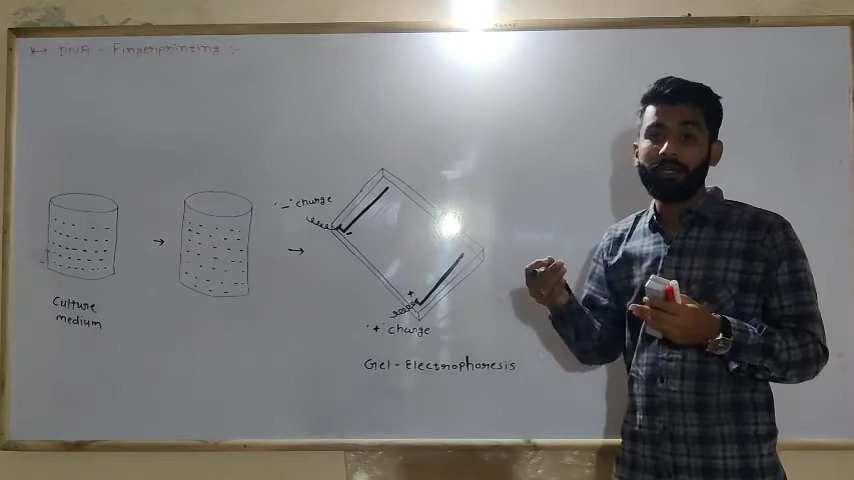 DNA - Fingerprinting :-
'-' charge
-
+
'+' charge
Culture
medium
Gel - Electrophoresis